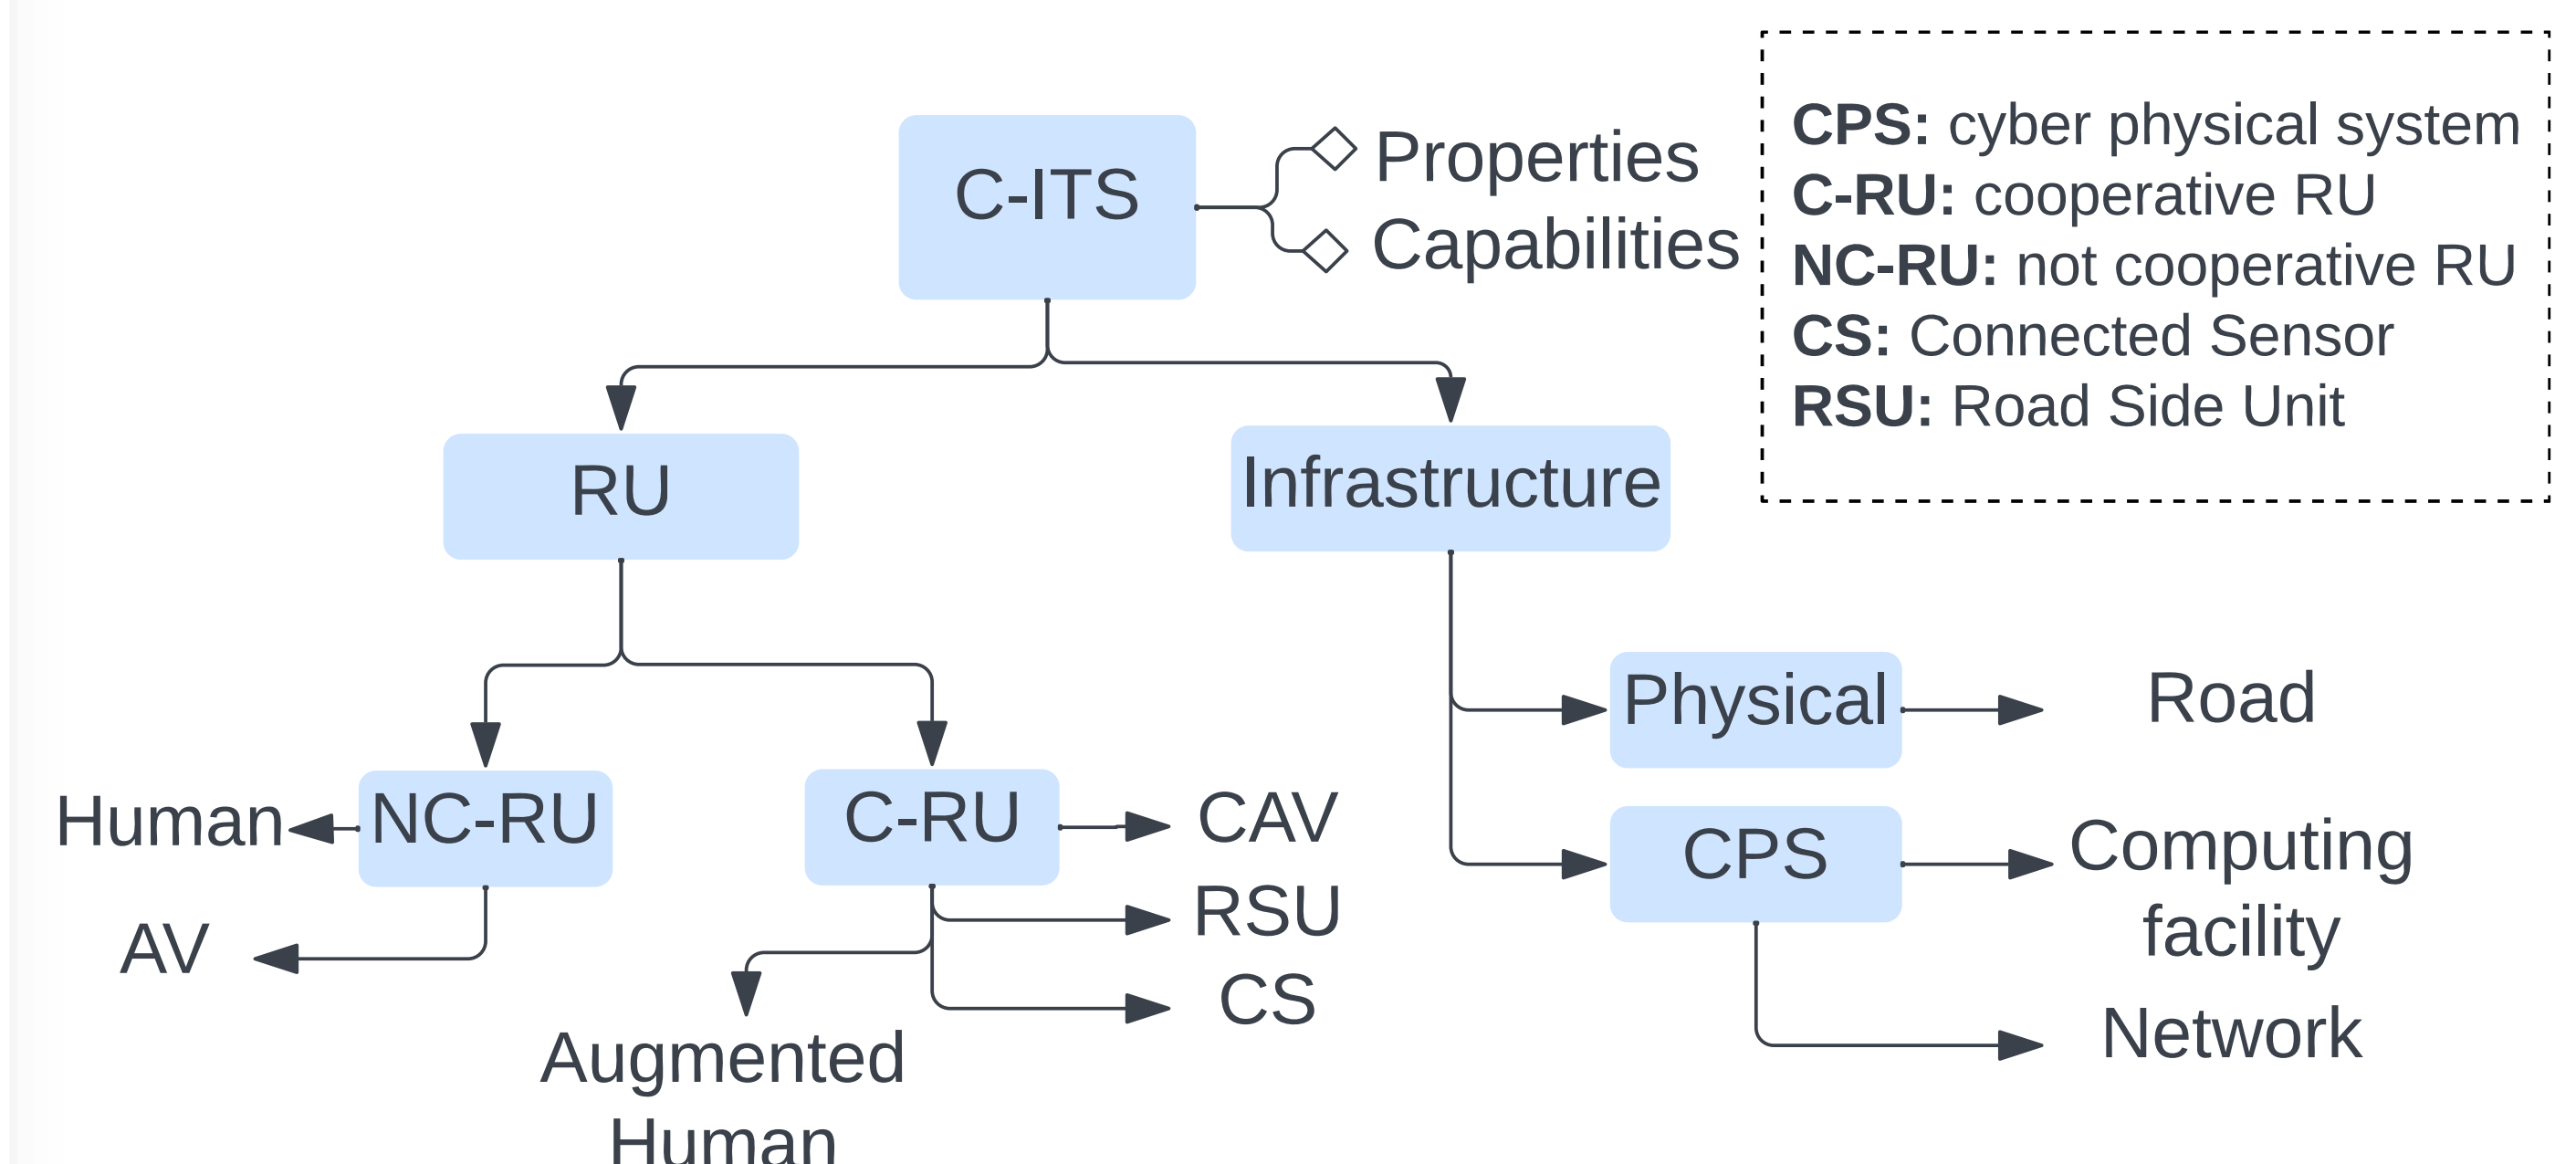 C-ITS
Properties
Capabilities
CPS: cyber physical system
C-RU: cooperative RU
NC-RU: not cooperative RU
CS: Connected Sensor
RSU: Road Side Unit
RU
Infrastructure
Physical
Road
CPS
Computing
facility
Network
Human
NC-RU
AV
C-RU
CAV
RSU
CS
Augmented
Human